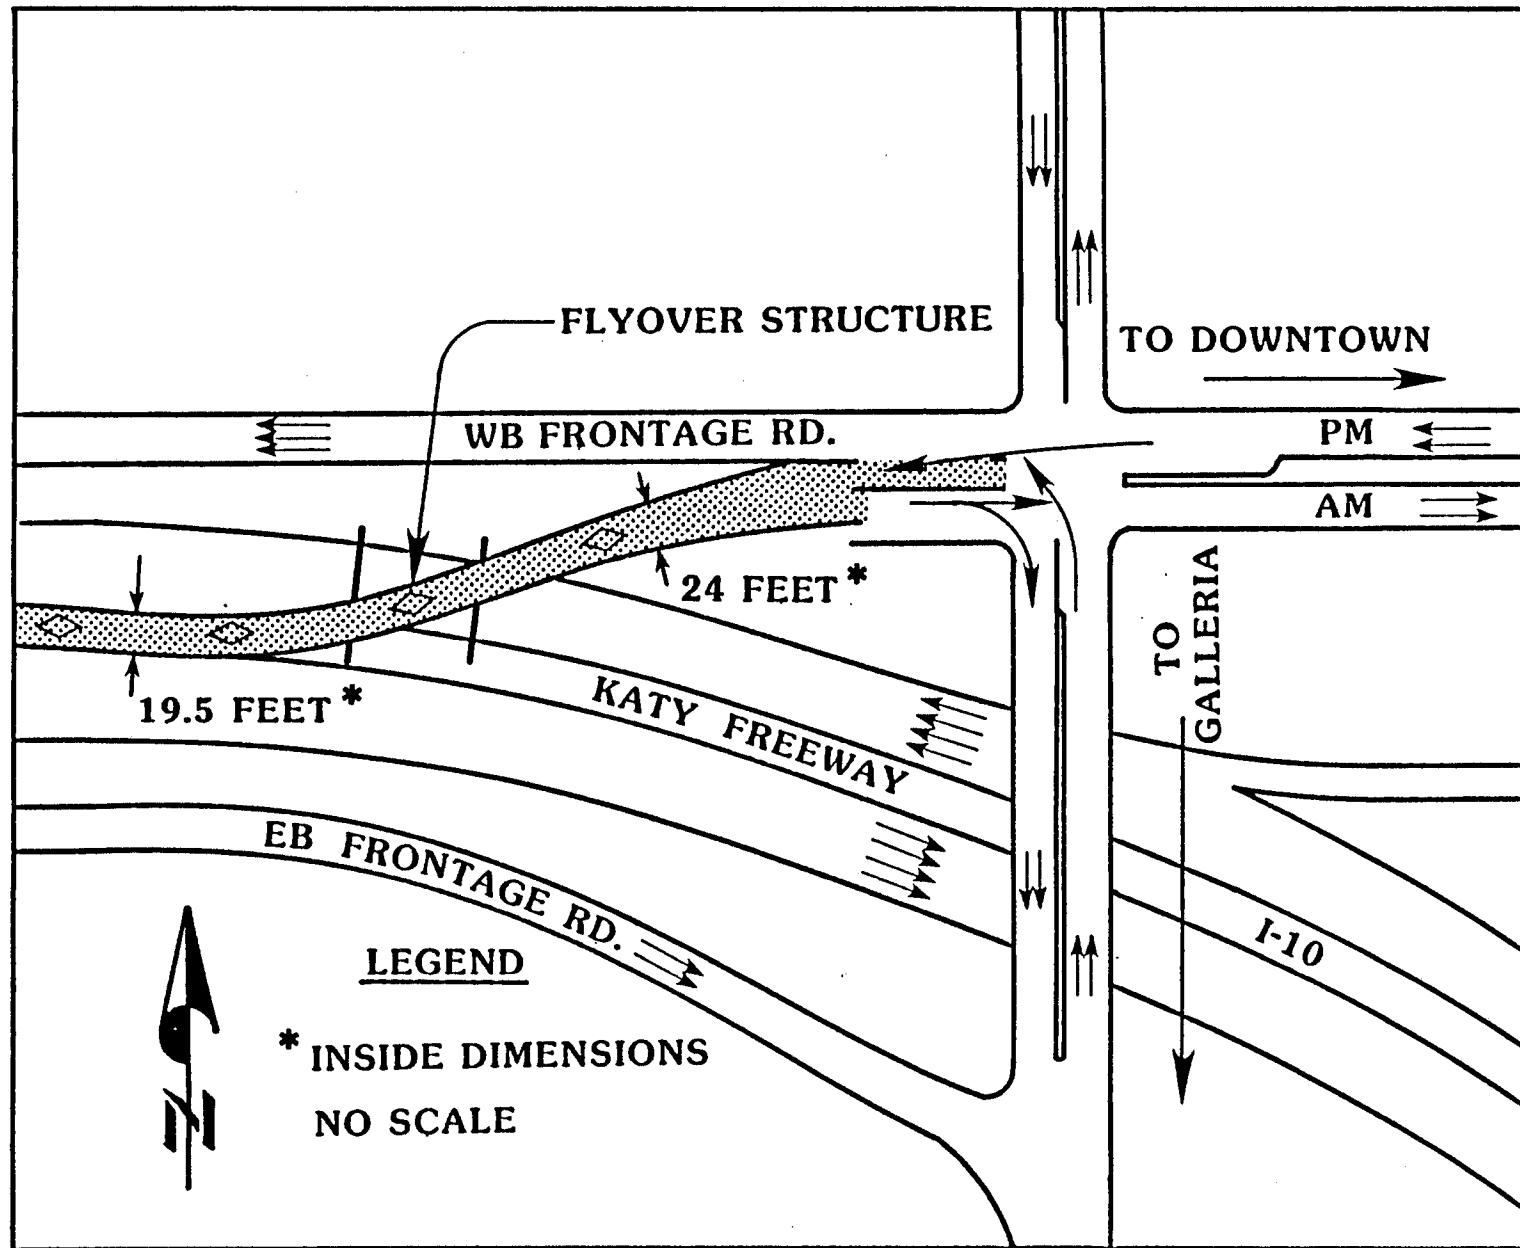 FLYOVER STRUCTURE
TO DOWNTOWN
WB FRONTAGE RD.
PM
AM
24 FEET*
TO
GALLERIA
19.5 FEET*
KATY FREEWAY
EB FRONTAGE RD.
I-10
LEGEND
* INSIDE DIMENSIONS
NO SCALE
N